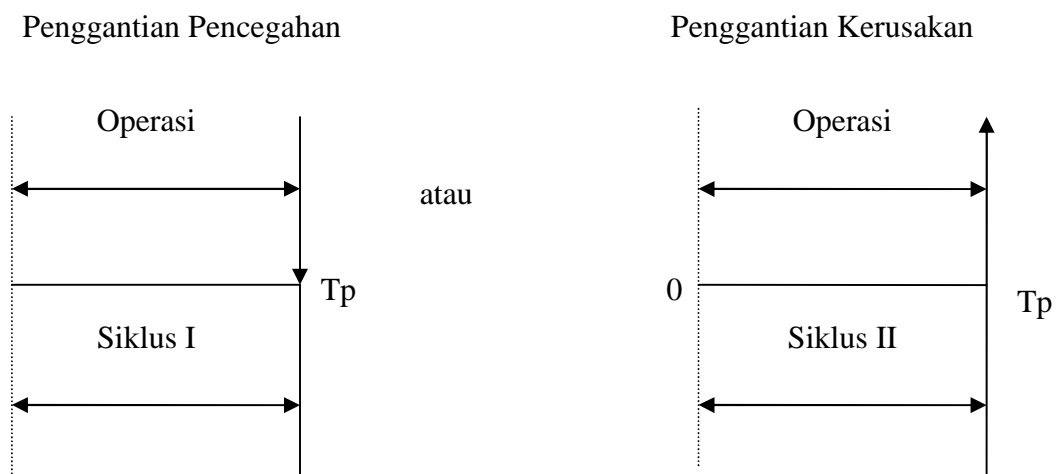 Penggantian Pencegahan
Penggantian Kerusakan
Operasi
Operasi
atau
Tp
0
Tp
Siklus I
Siklus II